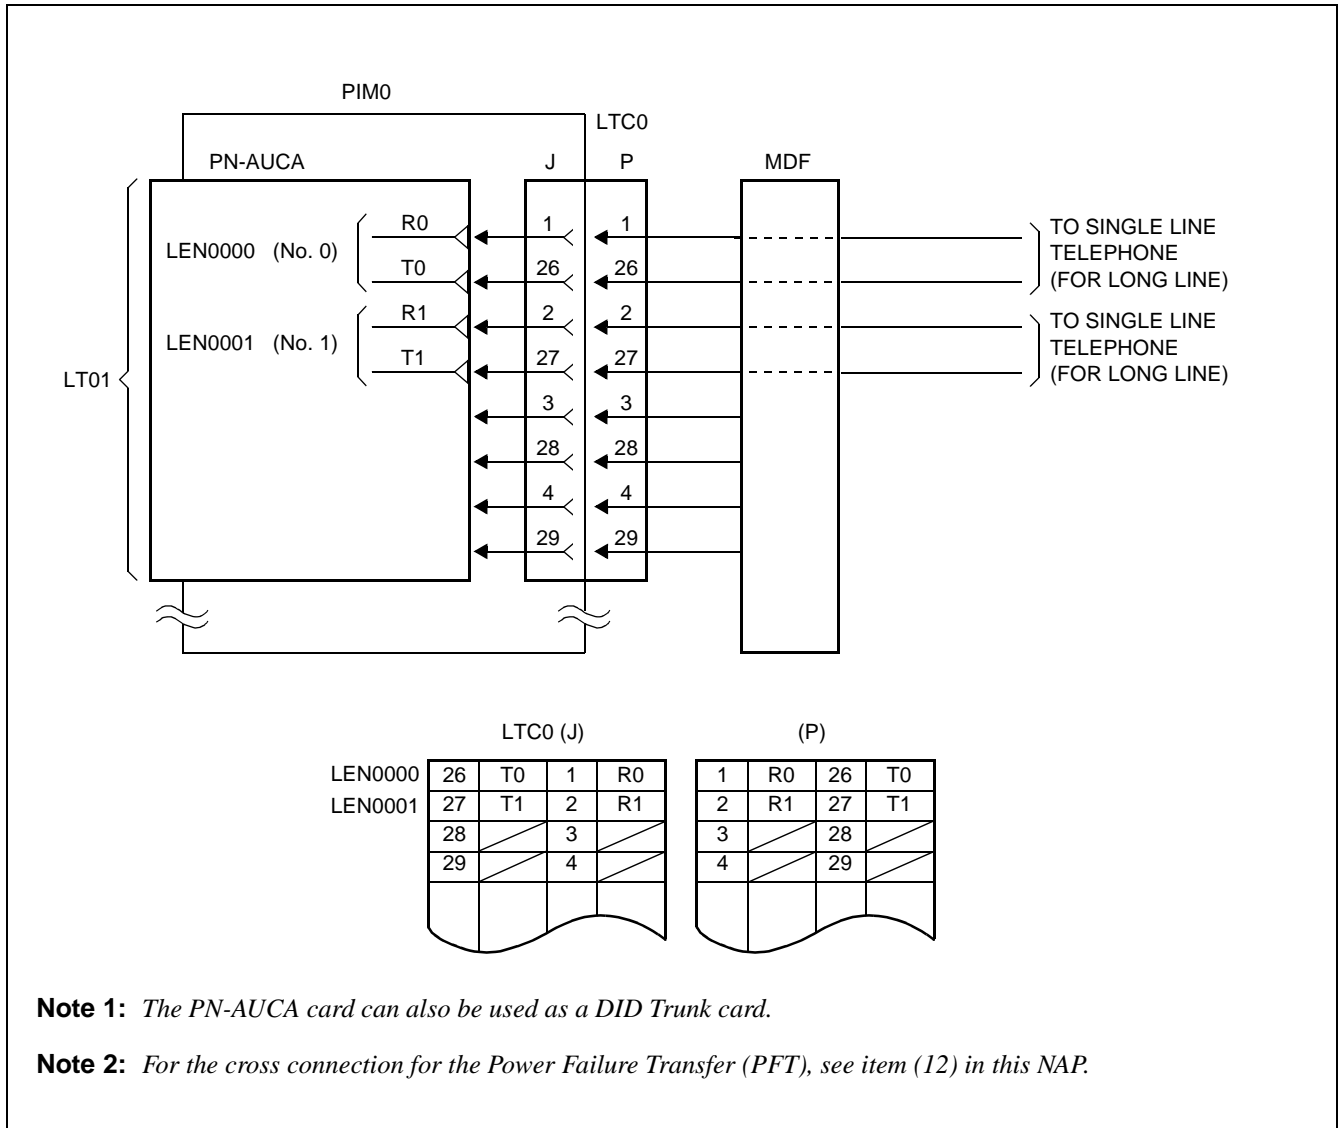 PIM0
LTC0
PN-AUCA J P MDF
R0 1 1 TO SINGLE LINE
LEN0000 (No. 0) TELEPHONE
T0 26 26 (FOR LONG LINE)
R1 2 2 TO SINGLE LINE
LEN0001 (No. 1) TELEPHONE
T1 27 27 (FOR LONG LINE)
LT01
3 3
28 28
4 4
29 29
LTC0 (J) (P)
LEN0000 26 T0 1 R0 1 R0 26 T0
LEN0001 27 T1 2 R1 2 R1 27 T1
28 3 3 28
29 4 4 29
Note 1: The PN-AUCA card can also be used as a DID Trunk card.
Note 2: For the cross connection for the Power Failure Transfer (PFT), see item (12) in this NAP.